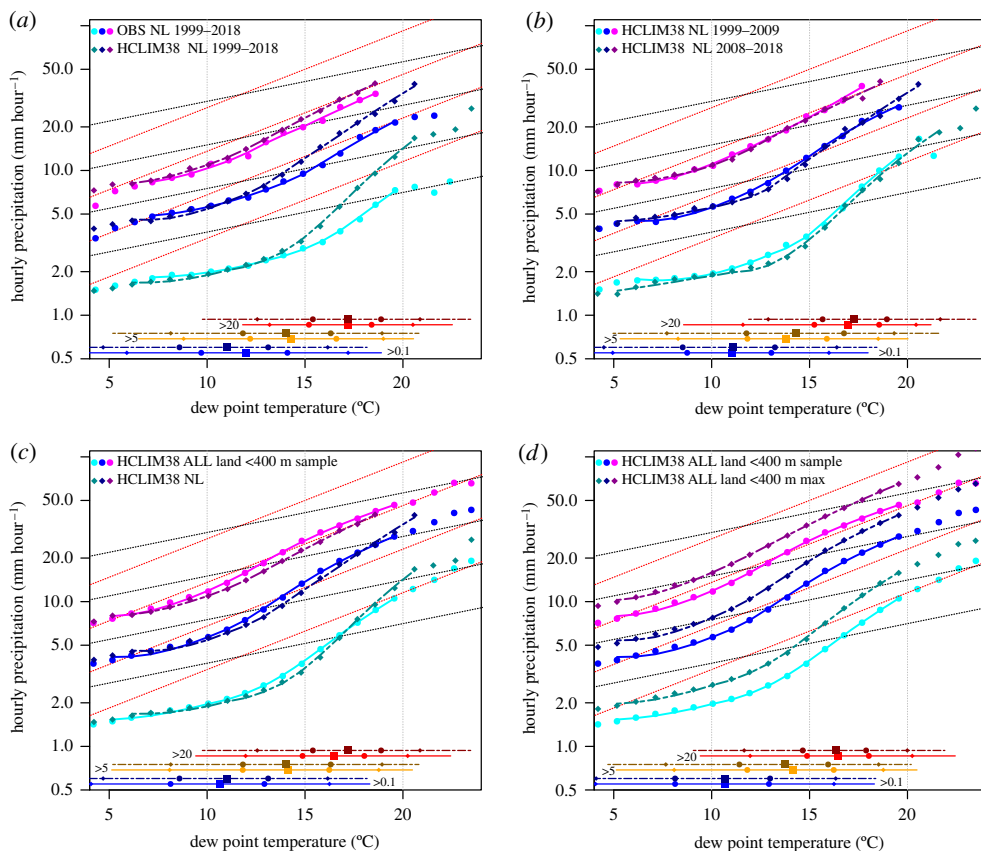 (a)
OBS NL 1999–2018
HCLIM38 NL 1999–2018
hourly precipitation (mm hour⁻¹)
50.0
20.0
10.0
5.0
2.0
1.0
0.5
>20
>5
>0.1
5 10 15 20
dew point temperature (ºC)
(b)
HCLIM38 NL 1999–2009
HCLIM38 NL 2008–2018
hourly precipitation (mm hour⁻¹)
50.0
20.0
10.0
5.0
2.0
1.0
0.5
>20
>5
>0.1
5 10 15 20
dew point temperature (ºC)
(c)
HCLIM38 ALL land <400 m sample
HCLIM38 NL
hourly precipitation (mm hour⁻¹)
50.0
20.0
10.0
5.0
2.0
1.0
0.5
>20
>5
>0.1
5 10 15 20
dew point temperature (ºC)
(d)
HCLIM38 ALL land <400 m sample
HCLIM38 ALL land <400 m max
hourly precipitation (mm hour⁻¹)
50.0
20.0
10.0
5.0
2.0
1.0
0.5
>20
>5
>0.1
5 10 15 20
dew point temperature (ºC)